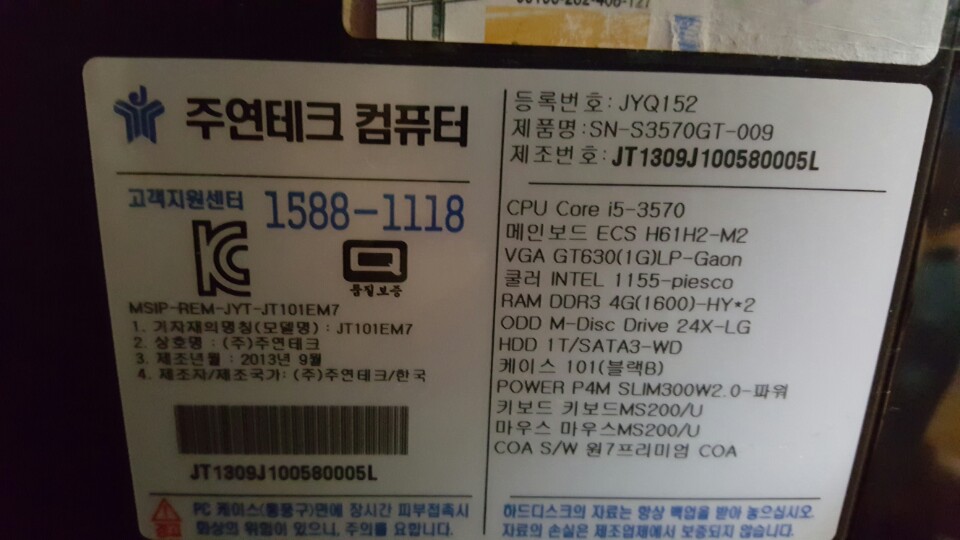 주연테크 컴퓨터
고객지원센터 1588-1118
품질보증
MSIP-REM-JYT-JT101EM7
1. 기자재의명칭(모델명) : JT101EM7
2. 상호명 : (주)주연테크
3. 제조년월 : 2013년 9월
4. 제조자/제조국가: (주)주연테크/한국
JT1309J100580005L
PC 케이스(통풍구)면에 장시간 피부접촉시
화상의 위험이 있으니, 주의를 요합니다.
등록번호: JYQ152
제품명:SN-S3570GT-009
제조번호: JT1309J100580005L
CPU Core i5-3570
메인보드 ECS H61H2-M2
VGA GT630(1G)LP-Gaon
쿨러 INTEL 1155-piesco
RAM DDR3 4G(1600)-HY*2
ODD M-Disc Drive 24X-LG
HDD 1T/SATA3-WD
케이스 101(블랙B)
POWER P4M SLIM300W2.0-파워
키보드 키보드MS200/U
마우스 마우스MS200/U
COA S/W 윈7프리미엄 COA
하드디스크의 자료는 항상 백업을 받아 놓으십시오
자료의 손실은 제조업체에서 보증되지 않습니다.